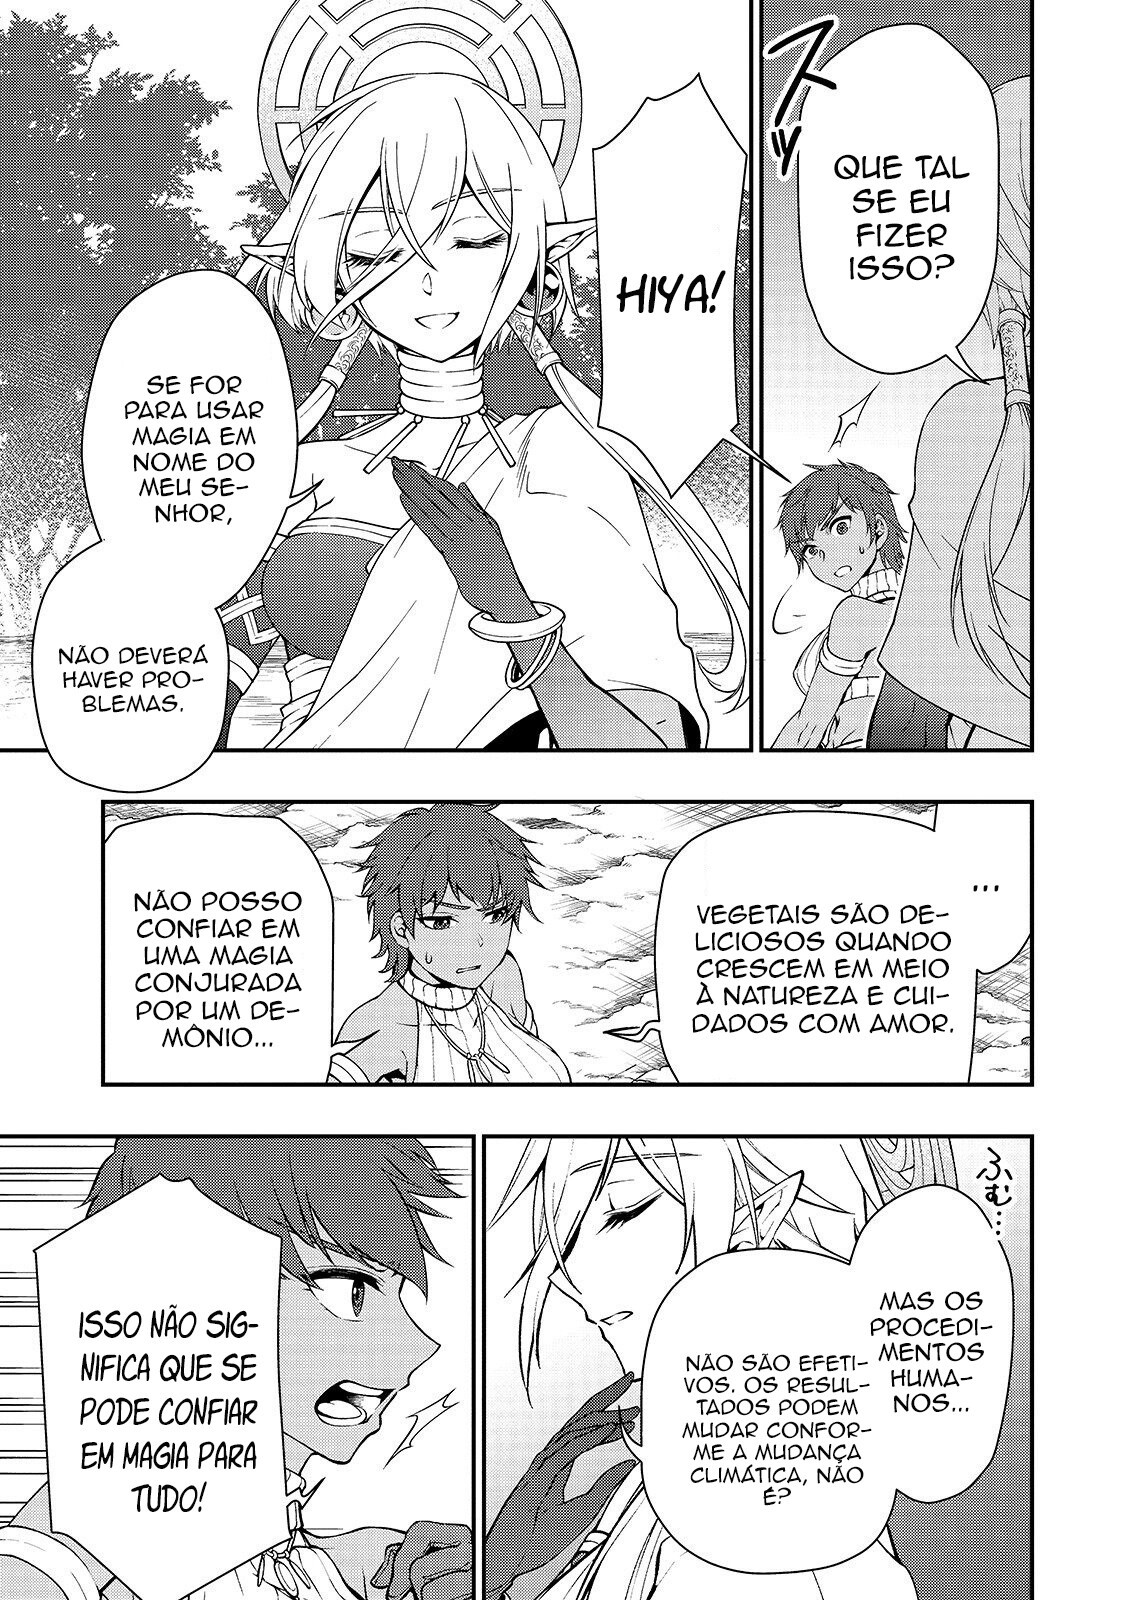 スッ
QUE TAL
SE EU
FIZER
ISSO?
HIYA!
SE FOR
PARA USAR
MAGIA EM
NOME DO
MEU SE-
NHOR,
NÃO DEVERÁ
HAVER PRO-
BLEMAS.
...
VEGETAIS SÃO DE-
LICIOSOS QUANDO
CRESCEM EM MEIO
À NATUREZA E CUI-
DADOS COM AMOR.
NÃO POSSO
CONFIAR EM
UMA MAGIA
CONJURADA
POR UM DE-
MÔNIO...
ふむ...
MAS OS
PROCEDI-
MENTOS
HUMA-
NOS...
NÃO SÃO EFETI-
VOS. OS RESUL-
TADOS PODEM
MUDAR CONFOR-
ME A MUDANÇA
CLIMÁTICA, NÃO
É?
ISSO NÃO SIG-
NIFICA QUE SE
PODE CONFIAR
EM MAGIA PARA
TUDO!